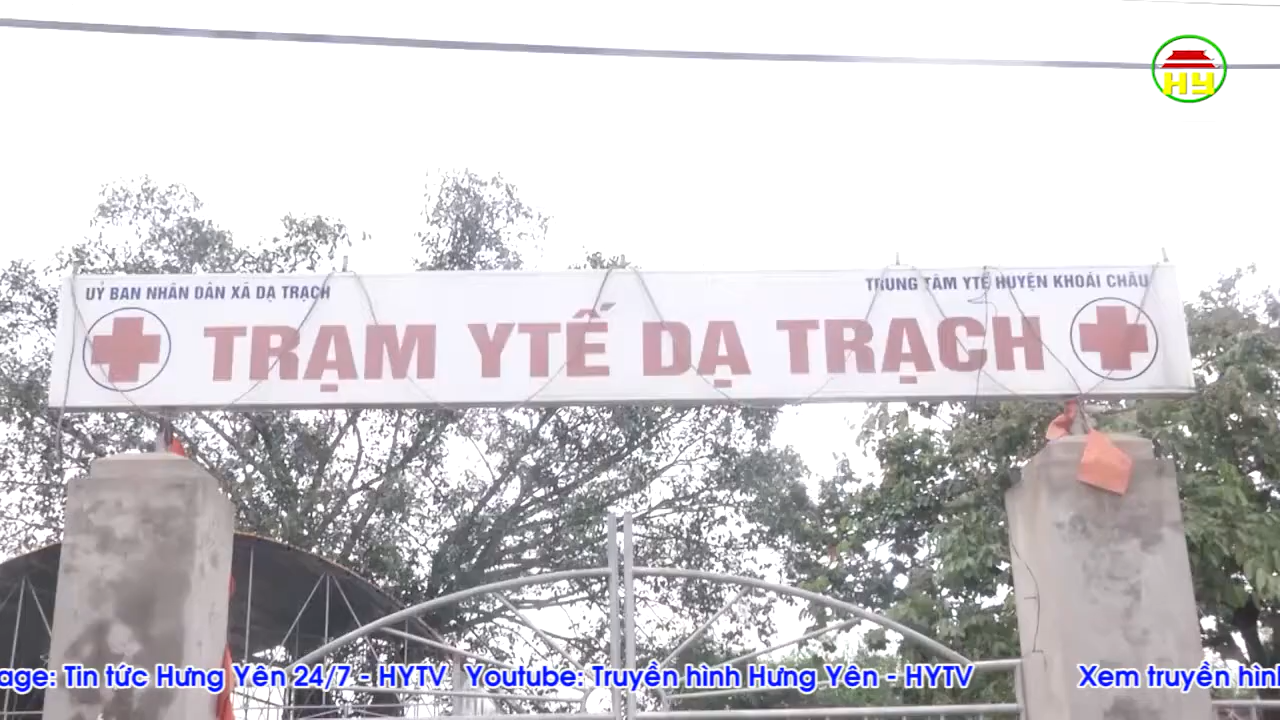 HY
UỶ BAN NHÂN DÂN XÃ DẠ TRẠCH
TRUNG TÂM YTẾ HUYỆN KHOÁI CHÂU
TRẠM YTẾ DẠ TRẠCH
age: Tin tức Hưng Yên 24/7 - HYTV Youtube: Truyền hình Hưng Yên - HYTV Xem truyền hình